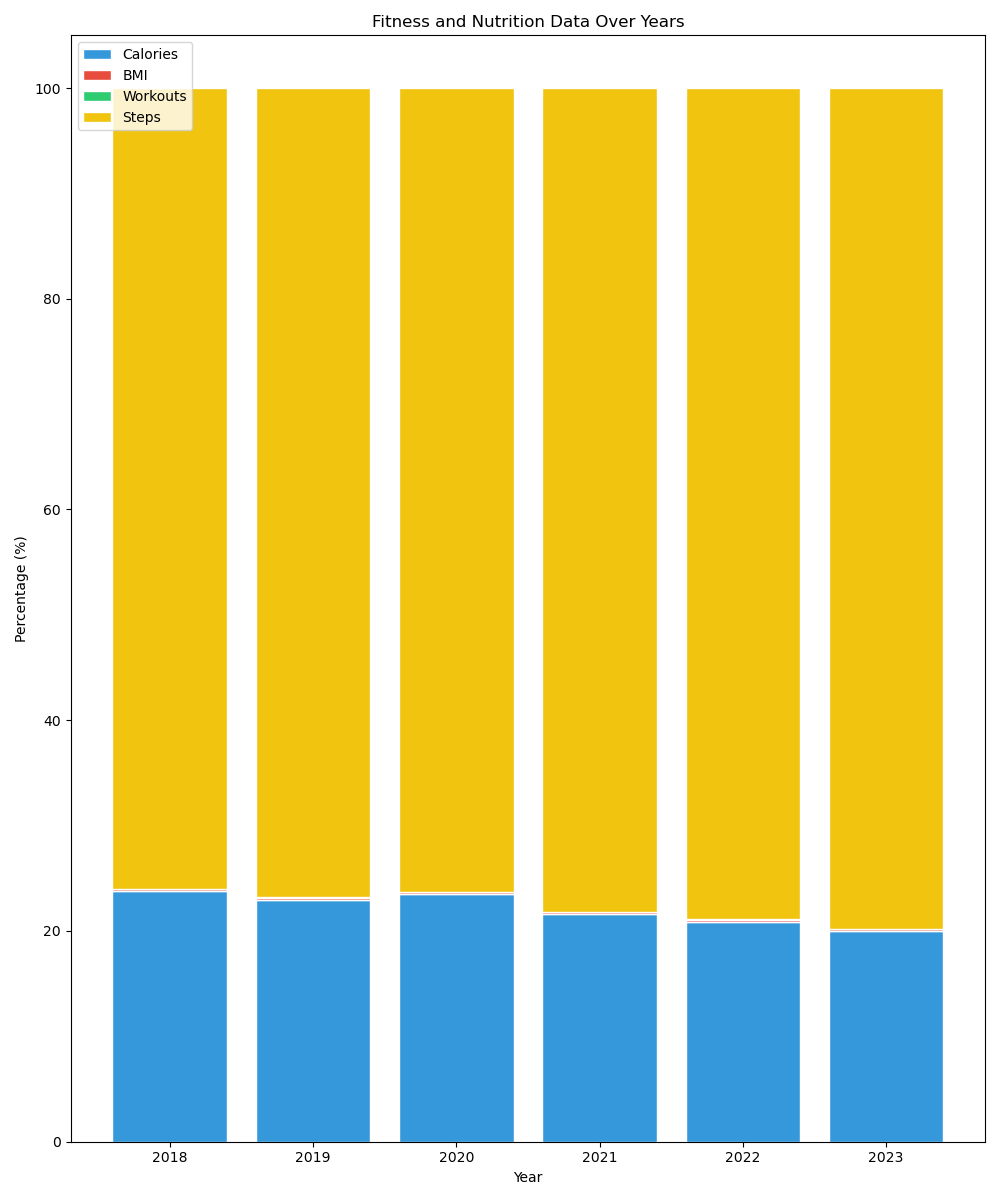 Fitness and Nutrition Data Over Years
Calories
BMI
Workouts
Steps
100
80
60
40
20
0
Percentage (%)
2018 2019 2020 2021 2022 2023
Year